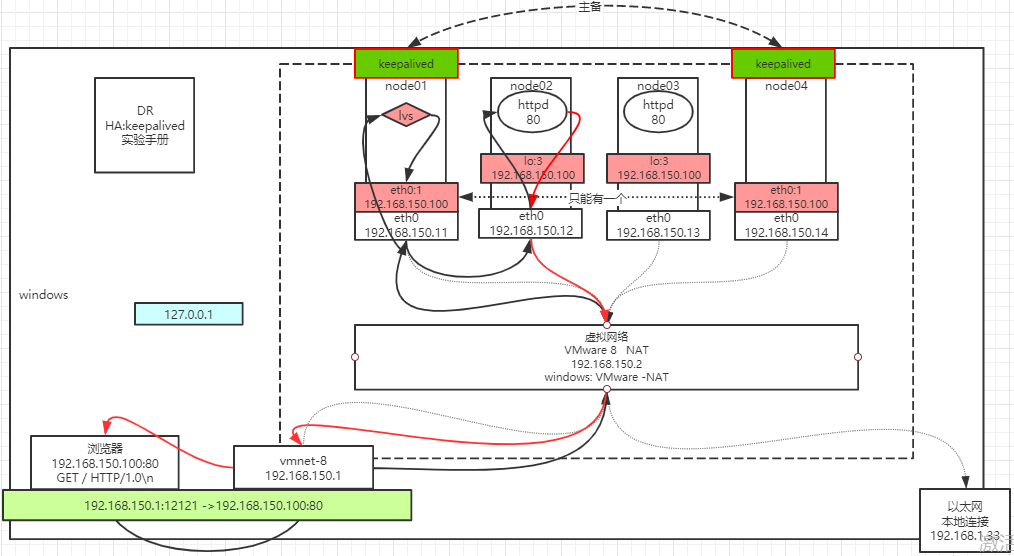 主备
keepalived
keepalived
DR
HA:keepalived
实验手册
node01
node02
node03
node04
lvs
httpd
80
httpd
80
lo:3
192.168.150.100
lo:3
192.168.150.100
eth0:1
192.168.150.100
只能有一个
eth0:1
192.168.150.100
eth0
192.168.150.11
eth0
192.168.150.12
eth0
192.168.150.13
eth0
192.168.150.14
windows
127.0.0.1
虚拟网络
VMware 8 NAT
192.168.150.2
windows: VMware -NAT
浏览器
192.168.150.100:80
GET / HTTP/1.0\n
vmnet-8
192.168.150.1
192.168.150.1:12121 ->192.168.150.100:80
以太网
本地连接
192.168.1.33
激活